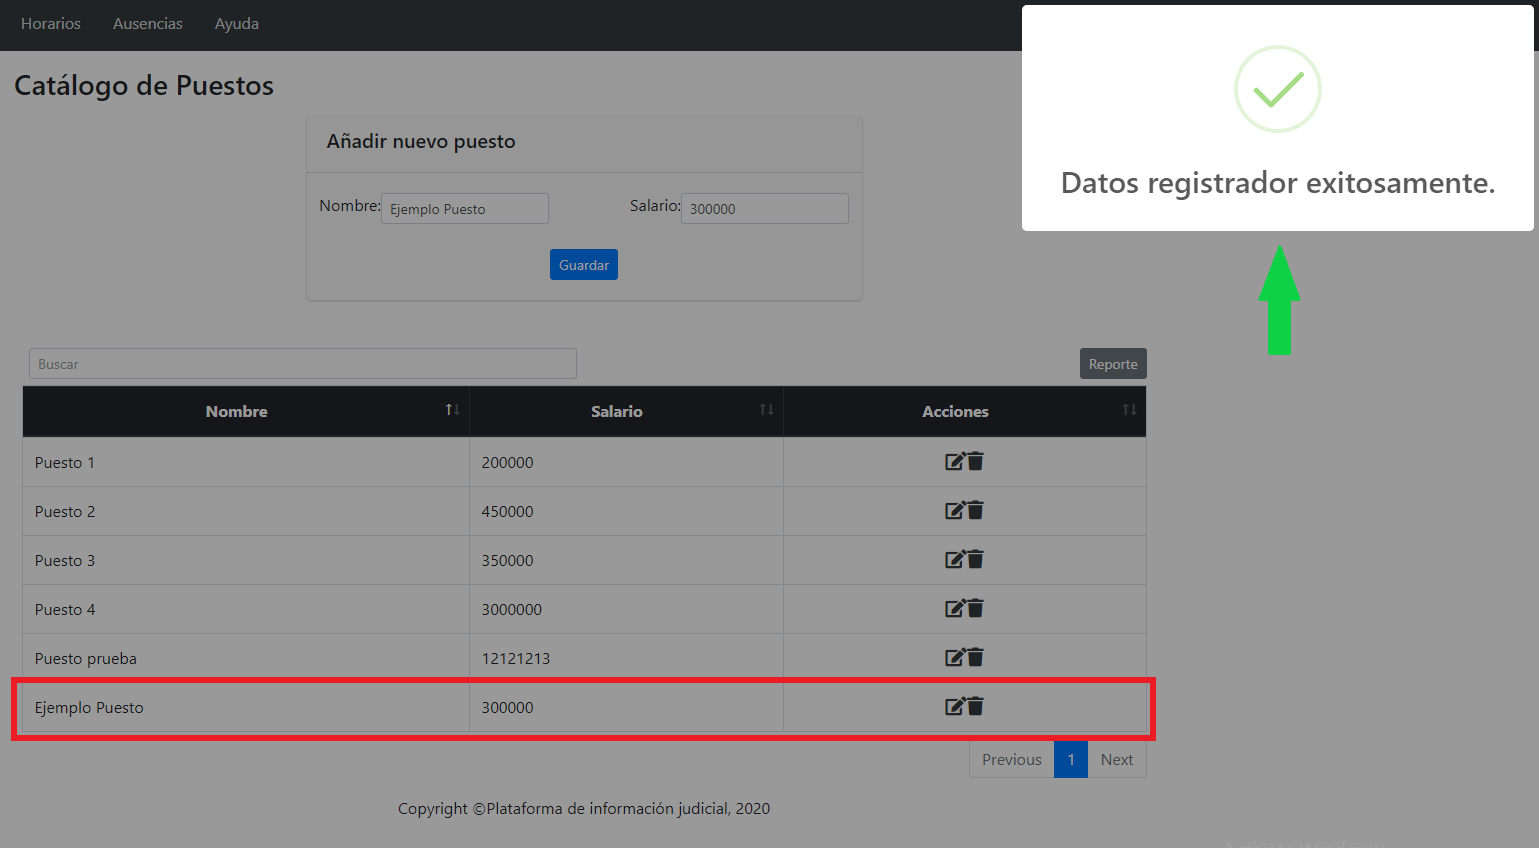 Horarios Ausencias Ayuda
Catálogo de Puestos
Añadir nuevo puesto
Nombre: Ejemplo Puesto Salario: 300000
Guardar
Datos registrador exitosamente.
Buscar Reporte
Nombre Salario Acciones
Puesto 1 200000
Puesto 2 450000
Puesto 3 350000
Puesto 4 3000000
Puesto prueba 12121213
Ejemplo Puesto 300000
Previous 1 Next
Copyright ©Plataforma de información judicial, 2020